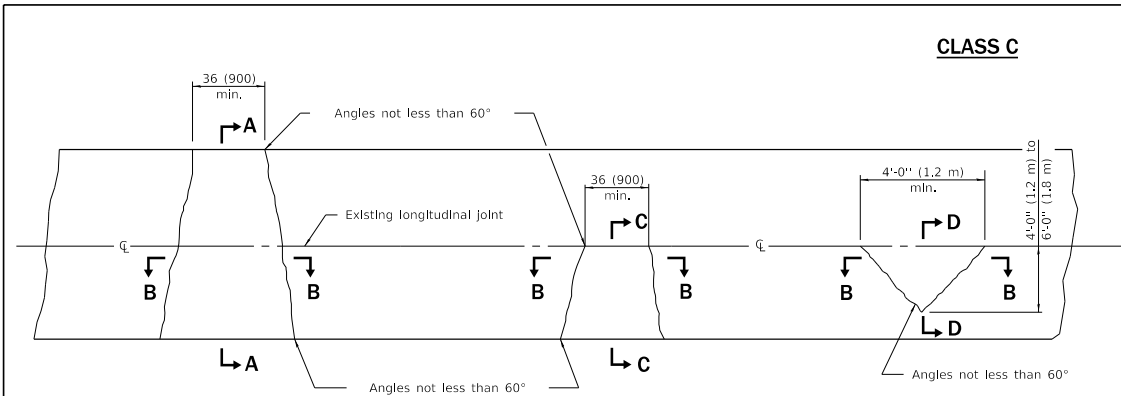 CLASS C
36 (900)
min.
A
Angles not less than 60°
36 (900)
min.
4'-0" (1.2 m)
min.
4'-0" (1.2 m) to
6'-0" (1.8 m)
Existing longitudinal joint
C
D
℄
℄
B
B
B
B
B
B
A
C
D
Angles not less than 60°
Angles not less than 60°